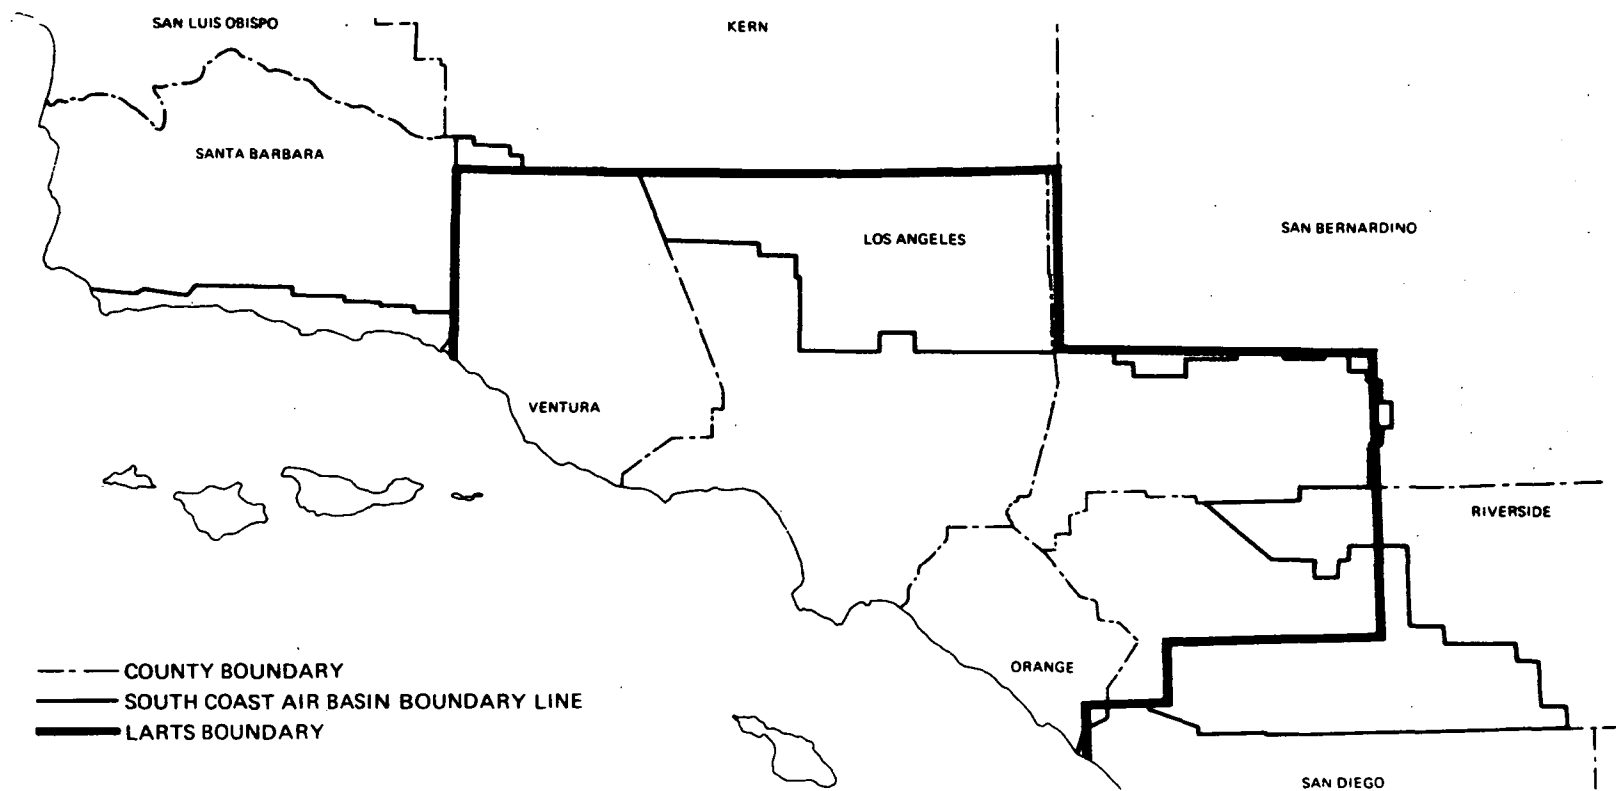 SAN LUIS OBISPO
KERN
SANTA BARBARA
LOS ANGELES
SAN BERNARDINO
VENTURA
RIVERSIDE
ORANGE
COUNTY BOUNDARY
SOUTH COAST AIR BASIN BOUNDARY LINE
LARTS BOUNDARY
SAN DIEGO